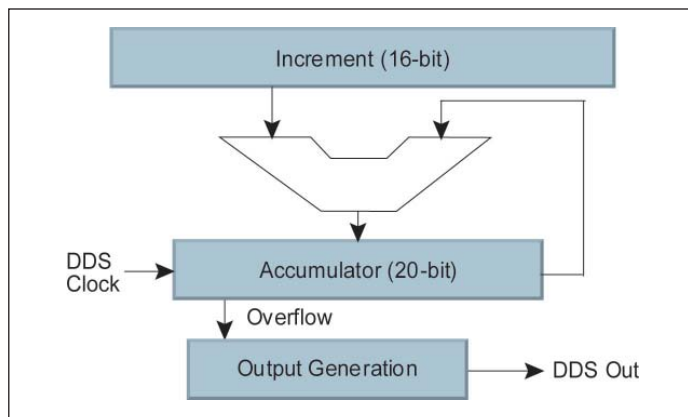 Increment (16-bit)
DDS
Clock
Accumulator (20-bit)
Overflow
Output Generation
DDS Out